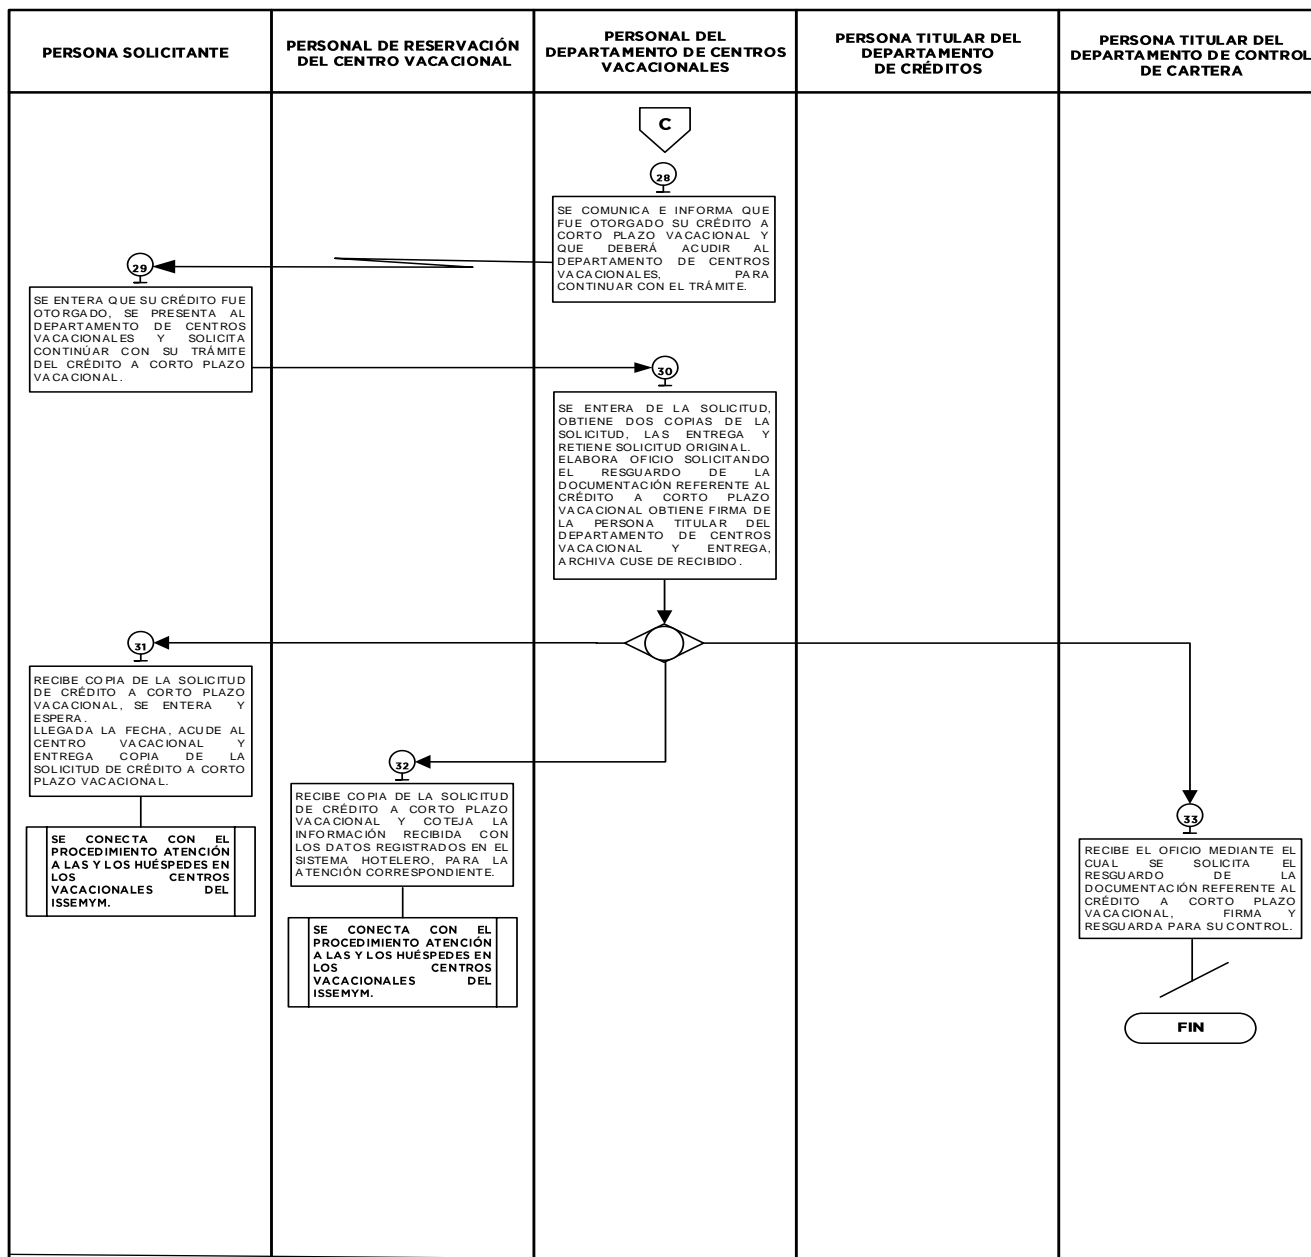 PERSONA SOLICITANTE
PERSONAL DE RESERVACIÓN
DEL CENTRO VACACIONAL
PERSONAL DEL
DEPARTAMENTO DE CENTROS
VACACIONALES
PERSONA TITULAR DEL
DEPARTAMENTO
DE CRÉDITOS
PERSONA TITULAR DEL
DEPARTAMENTO DE CONTROL
DE CARTERA
C
28
SE COMUNICA E INFORMA QUE
FUE OTORGADO SU CRÉDITO A
CORTO PLAZO VACACIONAL Y
QUE DEBERÁ ACUDIR AL
DEPARTAMENTO DE CENTROS
VACACIONALES, PARA
CONTINUAR CON EL TRÁMITE.
29
SE ENTERA QUE SU CRÉDITO FUE
OTORGADO, SE PRESENTA AL
DEPARTAMENTO DE CENTROS
VACACIONALES Y SOLICITA
CONTINÚAR CON SU TRÁMITE
DEL CRÉDITO A CORTO PLAZO
VACACIONAL.
30
SE ENTERA DE LA SOLICITUD,
OBTIENE DOS COPIAS DE LA
SOLICITUD, LAS ENTREGA Y
RETIENE SOLICITUD ORIGINAL.
ELABORA OFICIO SOLICITANDO
EL RESGUARDO DE LA
DOCUMENTACIÓN REFERENTE AL
CRÉDITO A CORTO PLAZO
VACACIONAL OBTIENE FIRMA DE
LA PERSONA TITULAR DEL
DEPARTAMENTO DE CENTROS
VACACIONAL Y ENTREGA,
ARCHIVA CUSE DE RECIBIDO.
31
RECIBE COPIA DE LA SOLICITUD
DE CRÉDITO A CORTO PLAZO
VACACIONAL, SE ENTERA Y
ESPERA.
LLEGADA LA FECHA, ACUDE AL
CENTRO VACACIONAL Y
ENTREGA COPIA DE LA
SOLICITUD DE CRÉDITO A CORTO
PLAZO VACACIONAL.
SE CONECTA CON EL
PROCEDIMIENTO ATENCIÓN
A LAS Y LOS HUÉSPEDES EN
LOS CENTROS
VACACIONALES DEL
ISSEMYM.
32
RECIBE COPIA DE LA SOLICITUD
DE CRÉDITO A CORTO PLAZO
VACACIONAL Y COTEJA LA
INFORMACIÓN RECIBIDA CON
LOS DATOS REGISTRADOS EN EL
SISTEMA HOTELERO, PARA LA
ATENCIÓN CORRESPONDIENTE.
SE CONECTA CON EL
PROCEDIMIENTO ATENCIÓN
A LAS Y LOS HUÉSPEDES EN
LOS CENTROS
VACACIONALES DEL
ISSEMYM.
33
RECIBE EL OFICIO MEDIANTE EL
CUAL SE SOLICITA EL
RESGUARDO DE LA
DOCUMENTACIÓN REFERENTE AL
CRÉDITO A CORTO PLAZO
VACACIONAL, FIRMA Y
RESGUARDA PARA SU CONTROL.
FIN